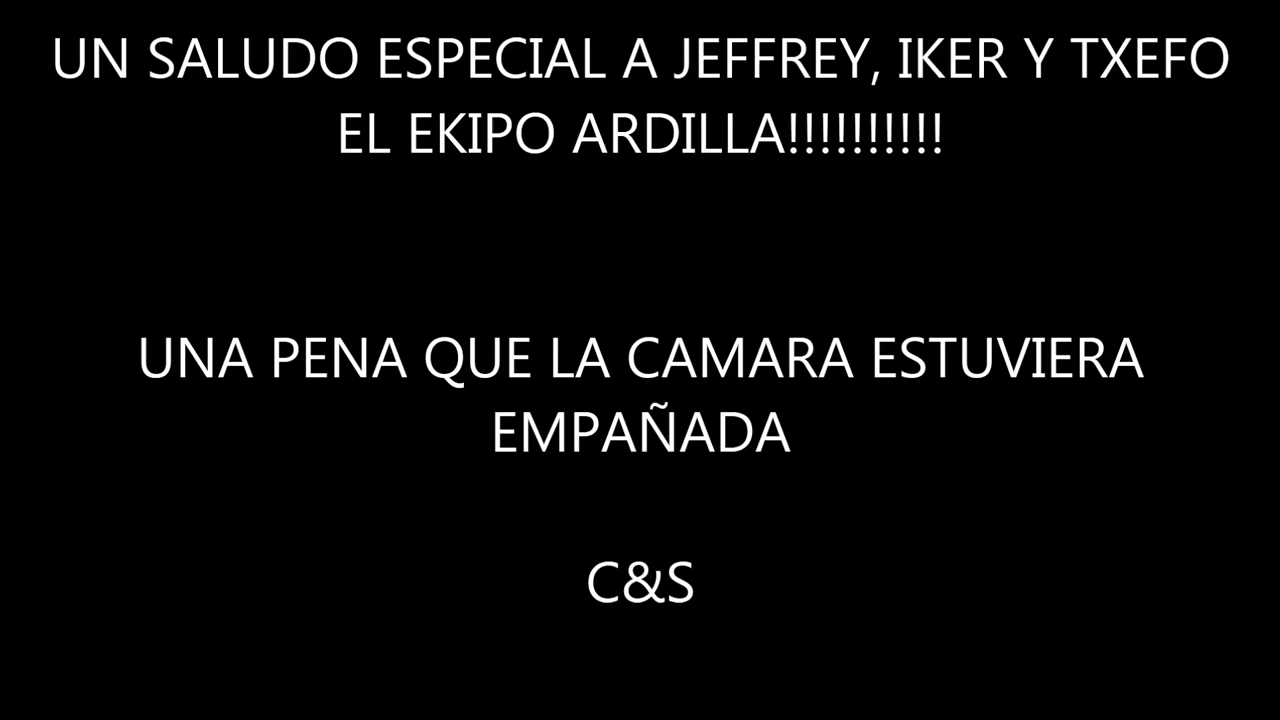 UN SALUDO ESPECIAL A JEFFREY, IKER Y TXEFO
EL EKIPO ARDILLA!!!!!!!!!!
UNA PENA QUE LA CAMARA ESTUVIERA
EMPAÑADA
C&S